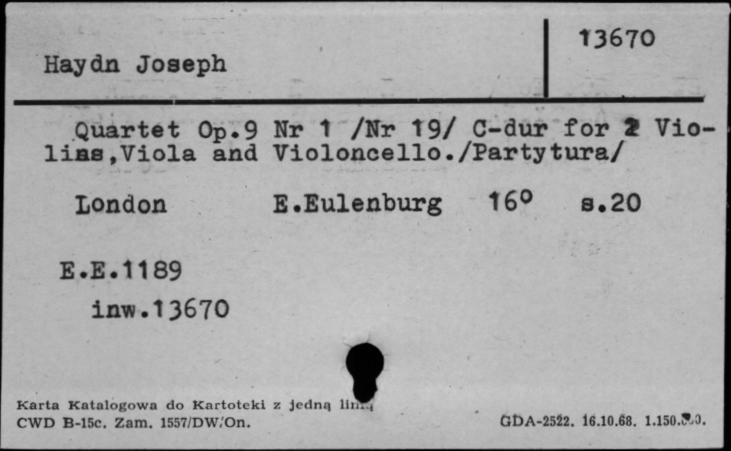 13670
Haydn Joseph
Quartet Op.9 Nr 1 /Nr 19/ C-dur for 2 Vio-
lins,Viola and Violoncello./Partytura/
London E.Eulenburg 16º s.20
E.E.1189
inw.13670
Karta Katalogowa do Kartoteki z jedną
CWD B-15c. Zam. 1557/DW/On.
GDA-2522. 16.10.68.